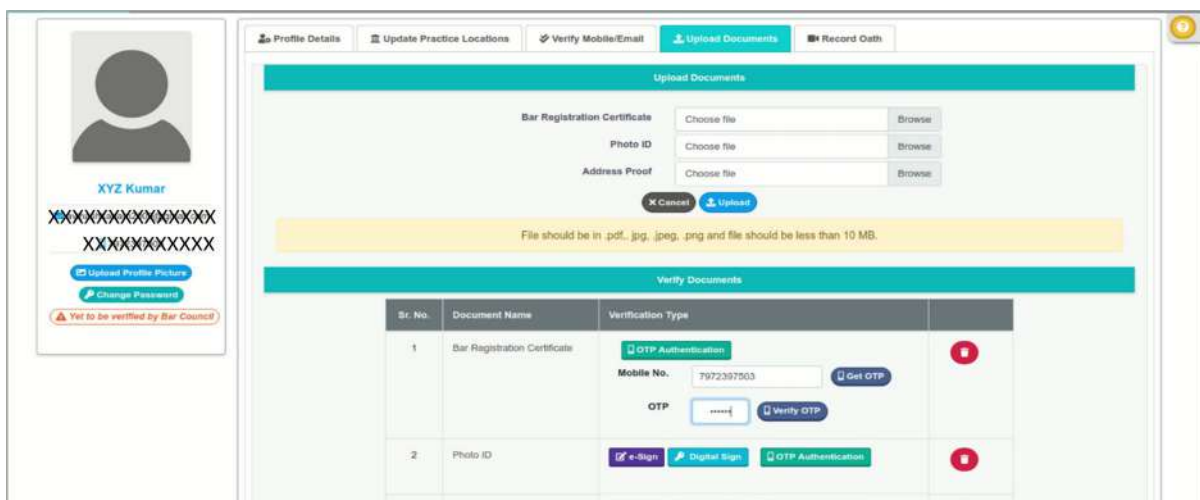 Profile Details
Update Practice Locations
Verify Mobile/Email
Upload Documents
Record Oath
XYZ Kumar
Upload Profile Picture
Change Password
Yet to be verified by Bar Council
Upload Documents
Bar Registration Certificate Choose file Browse
Photo ID Choose file Browse
Address Proof Choose file Browse
Cancel Upload
File should be in .pdf,. jpg, .jpeg, .png and file should be less than 10 MB.
Verify Documents
Sr. No. Document Name Verification Type
1 Bar Registration Certificate OTP Authentication
Mobile No. 7972397503 Get OTP
OTP Verify OTP
2 Photo ID e-Sign Digital Sign OTP Authentication